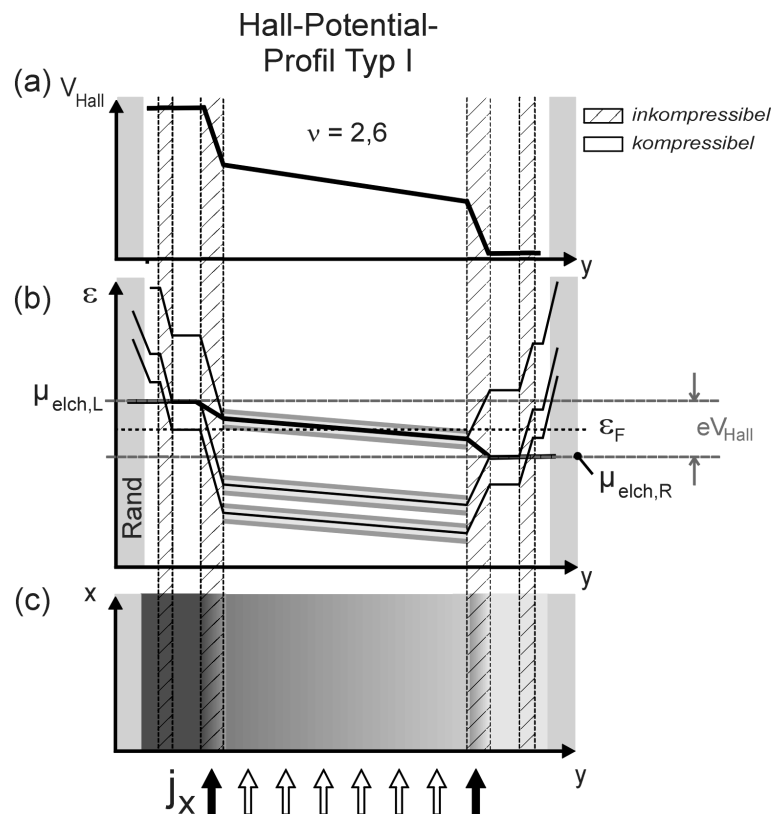 Hall-Potential-
Profil Typ I
(a)
V_Hall
ν = 2,6
inkompressibel
kompressibel
y
(b)
ε
μ_elch,L
ε_F
eV_Hall
μ_elch,R
Rand
y
(c)
x
y
j_x